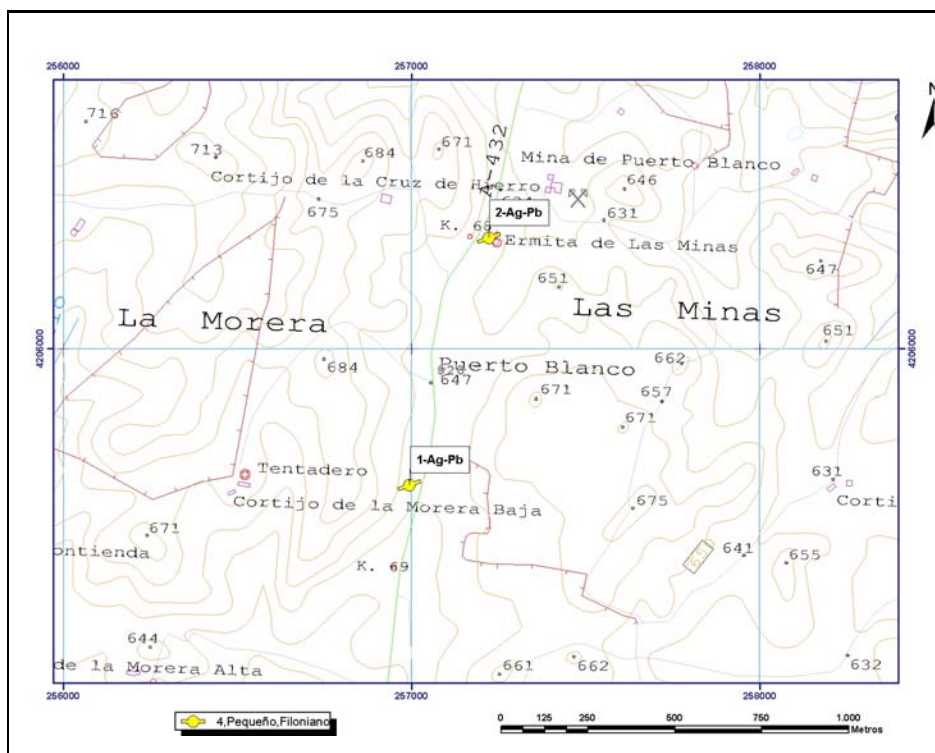 256000 257000 258000
N
716
713
684
671
A-432
Mina de Puerto Blanco
Cortijo de la Cruz de Hierro
646
675
2-Ag-Pb
631
K. 68
Ermita de Las Minas
647
651
La Morera
Las Minas
651
4206000 4206000
684
Puerto Blanco
662
647
671
657
671
1-Ag-Pb
Tentadero
631
Cortijo de la Morera Baja
675
Corti
671
ontienda
641
655
K. 69
644
de la Morera Alta
661
662
632
256000 257000 258000
4,Pequeño,Filoniano
0 125 250 500 750 1.000
Metros